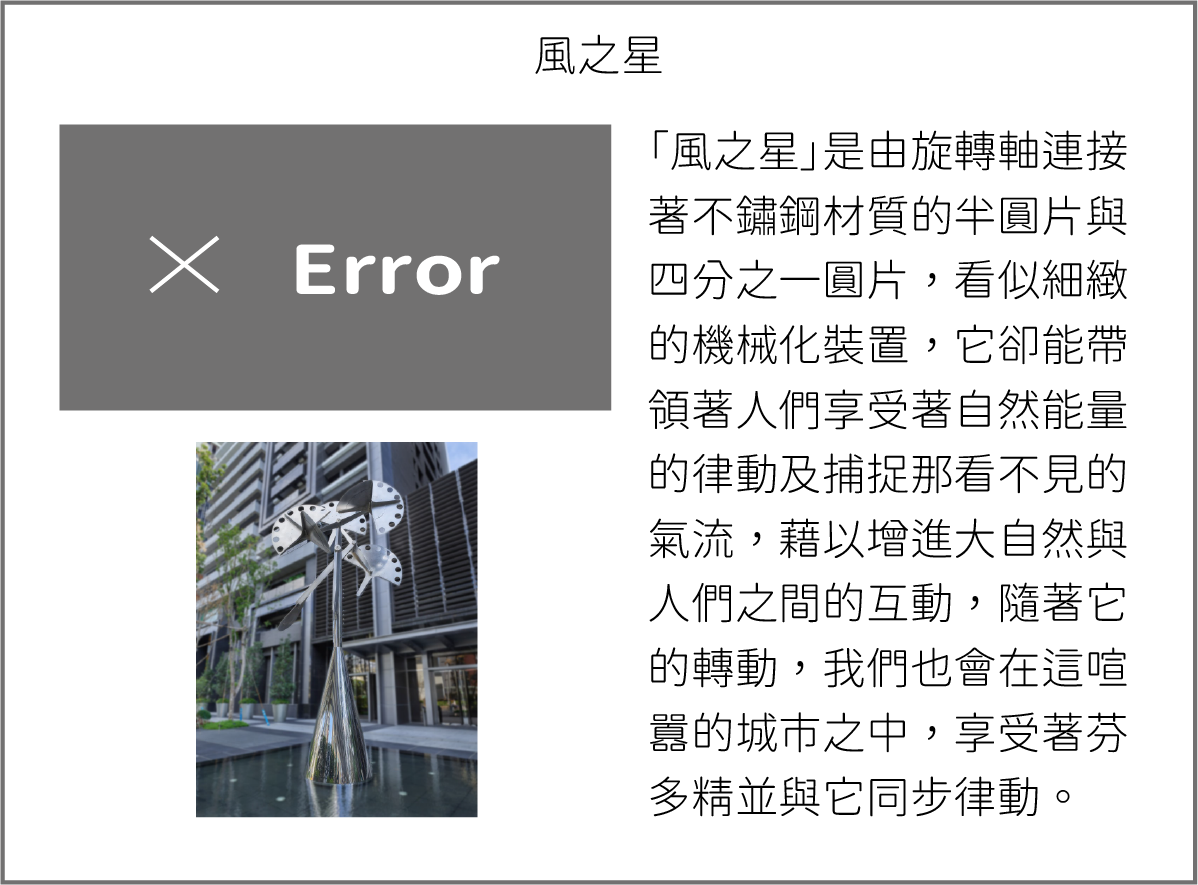 風之星
Error
「風之星」是由旋轉軸連接
著不鏽鋼材質的半圓片與
四分之一圓片，看似細緻
的機械化裝置，它卻能帶
領著人們享受著自然能量
的律動及捕捉那看不見的
氣流，藉以增進大自然與
人們之間的互動，隨著它
的轉動，我們也會在這喧
囂的城市之中，享受著芬
多精並與它同步律動。